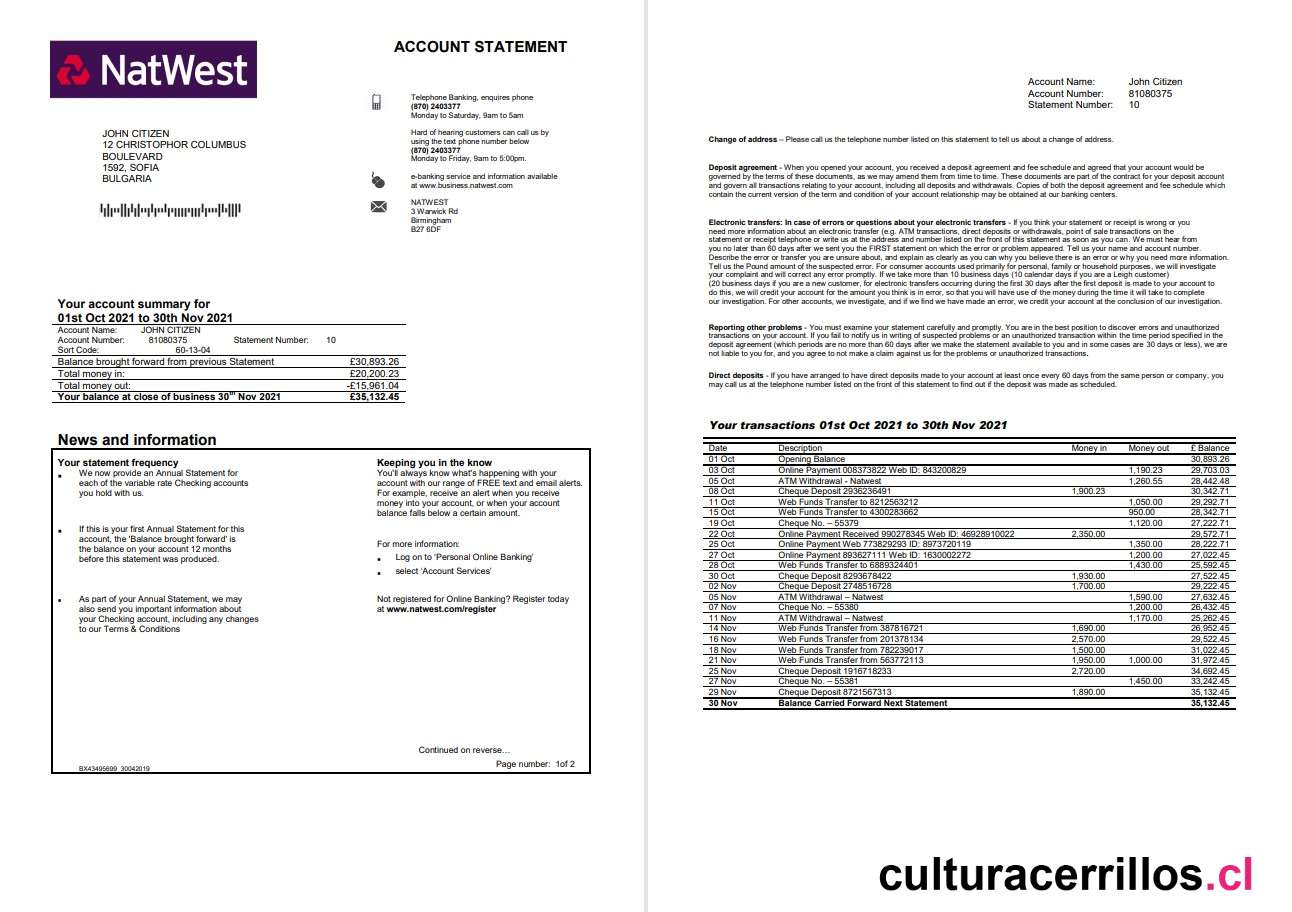 NatWest
ACCOUNT STATEMENT
Telephone Banking, enquires phone
(870) 2403377
Monday to Saturday, 9am to 5am
Hard of hearing customers can call us by
using the text phone number below
(870) 2403377
Monday to Friday, 9am to 5:00pm.
e-banking service and information available
at www.business.natwest.com
NATWEST
3 Warwick Rd
Birmingham
B27 6DF
JOHN CITIZEN
12 CHRISTOPHOR COLUMBUS
BOULEVARD
1592, SOFIA
BULGARIA
Your account summary for
01st Oct 2021 to 30th Nov 2021
Account Name: JOHN CITIZEN
Account Number: 81080375 Statement Number: 10
Sort Code: 60-13-04
Balance brought forward from previous Statement £30,893.26
Total money in: £20,200.23
Total money out: -£15,961.04
Your balance at close of business 30th Nov 2021 £35,132.45
News and information
Your statement frequency
We now provide an Annual Statement for
each of the variable rate Checking accounts
you hold with us.
If this is your first Annual Statement for this
account, the 'Balance brought forward' is
the balance on your account 12 months
before this statement was produced.
As part of your Annual Statement, we may
also send you important information about
your Checking account, including any changes
to our Terms & Conditions
Keeping you in the know
You'll always know what's happening with your
account with our range of FREE text and email alerts.
For example, receive an alert when you receive
money into your account, or when your account
balance falls below a certain amount.
For more information:
Log on to 'Personal Online Banking'
select 'Account Services'
Not registered for Online Banking? Register today
at www.natwest.com/register
Continued on reverse…
BX43495699_30042019
Page number: 1of 2
Account Name: John Citizen
Account Number: 81080375
Statement Number: 10
Change of address – Please call us the telephone number listed on this statement to tell us about a change of address.
Deposit agreement - When you opened your account, you received a deposit agreement and fee schedule and agreed that your account would be
governed by the terms of these documents, as we may amend them from time to time. These documents are part of the contract for your deposit account
and govern all transactions relating to your account, including all deposits and withdrawals. Copies of both the deposit agreement and fee schedule which
contain the current version of the term and condition of your account relationship may be obtained at our banking centers.
Electronic transfers: In case of errors or questions about your electronic transfers - If you think your statement or receipt is wrong or you
need more information about an electronic transfer (e.g. ATM transactions, direct deposits or withdrawals, point of sale transactions on the
statement or receipt telephone or write us at the address and number listed on the front of this statement as soon as you can. We must hear from
you no later than 60 days after we sent you the FIRST statement on which the error or problem appeared. Tell us your name and account number.
Describe the error or transfer you are unsure about, and explain as clearly as you can why you believe there is an error or why you need more information.
Tell us the Pound amount of the suspected error. For consumer accounts used primarily for personal, family or household purposes, we will investigate
your complaint and will correct any error promptly. If we take more than 10 business days (10 calendar days if you are a Leigh customer)
(20 business days if you are a new customer, for electronic transfers occurring during the first 30 days after the first deposit is made to your account to
do this, we will credit your account for the amount you think is in error, so that you will have use of the money during the time it will take to complete
our investigation. For other accounts, we investigate, and if we find we have made an error, we credit your account at the conclusion of our investigation.
Reporting other problems - You must examine your statement carefully and promptly. You are in the best position to discover errors and unauthorized
transactions on your account. If you fail to notify us in writing of suspected problems or an unauthorized transaction within the time period specified in the
deposit agreement (which periods are no more than 60 days after we make the statement available to you and in some cases are 30 days or less), we are
not liable to you for, and you agree to not make a claim against us for the problems or unauthorized transactions.
Direct deposits - If you have arranged to have direct deposits made to your account at least once every 60 days from the same person or company, you
may call us at the telephone number listed on the front of this statement to find out if the deposit was made as scheduled.
Your transactions 01st Oct 2021 to 30th Nov 2021
Date Description Money in Money out £ Balance
01 Oct Opening Balance 30,893.26
03 Oct Online Payment 008373822 Web ID: 843200829 1,190.23 29,703.03
05 Oct ATM Withdrawal - Natwest 1,260.55 28,442.48
08 Oct Cheque Deposit 2936236491 1,900.23 30,342.71
11 Oct Web Funds Transfer to 8212563212 1,050.00 29,292.71
15 Oct Web Funds Transfer to 4300283662 950.00 28,342.71
19 Oct Cheque No. – 55379 1,120.00 27,222.71
22 Oct Online Payment Received 990278345 Web ID: 46928910022 2,350.00 29,572.71
25 Oct Online Payment Web 773829293 ID: 8973720119 1,350.00 28,222.71
27 Oct Online Payment 893627111 Web ID: 1630002272 1,200.00 27,022.45
28 Oct Web Funds Transfer to 6889324401 1,430.00 25,592.45
30 Oct Cheque Deposit 8293678422 1,930.00 27,522.45
02 Nov Cheque Deposit 2748516728 1,700.00 29,222.45
05 Nov ATM Withdrawal – Natwest 1,590.00 27,632.45
07 Nov Cheque No. – 55380 1,200.00 26,432.45
11 Nov ATM Withdrawal – Natwest 1,170.00 25,262.45
14 Nov Web Funds Transfer from 387816721 1,690.00 26,952.45
16 Nov Web Funds Transfer from 201378134 2,570.00 29,522.45
18 Nov Web Funds Transfer from 782239017 1,500.00 31,022.45
21 Nov Web Funds Transfer from 563772113 1,950.00 1,000.00 31,972.45
25 Nov Cheque Deposit 1916718233 2,720.00 34,692.45
27 Nov Cheque No. – 55381 1,450.00 33,242.45
29 Nov Cheque Deposit 8721567313 1,890.00 35,132.45
30 Nov Balance Carried Forward Next Statement 35,132.45
culturacerrillos.cl